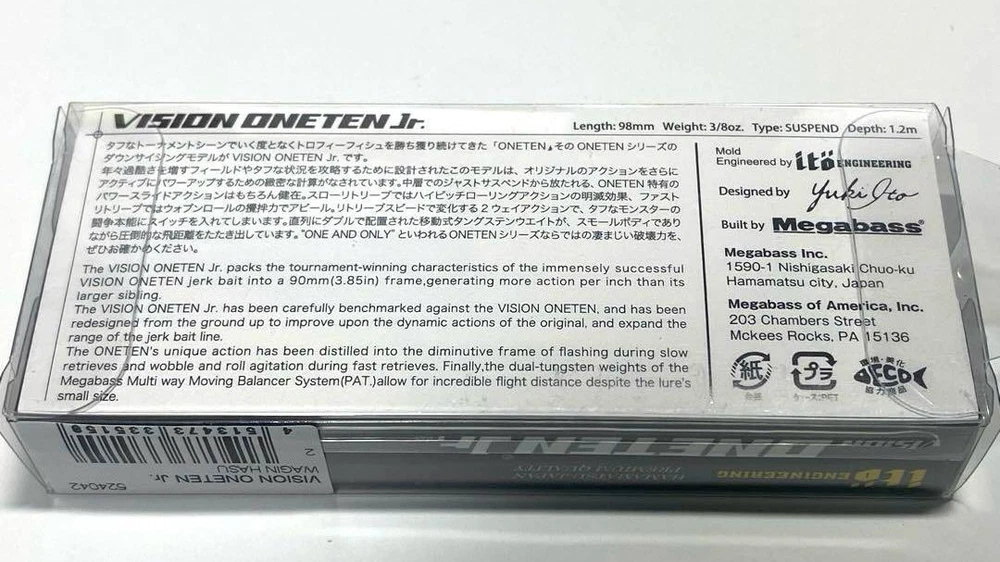 VISION ONETEN Jr.
Length: 98mm Weight: 3/8oz. Type: SUSPEND Depth: 1.2m
タフなトーナメントシーンでいく度となくトロフィーフィッシュを勝ち獲り続けてきた「ONETEN」。その ONETEN シリーズの
ダウンサイジングモデルが VISION ONETEN Jr. です。
年々過酷さを増すフィールドやタフな状況を攻略するために設計されたこのモデルは、オリジナルのアクションをさらに
アクティブにパワーアップするための緻密な計算がなされています。中層でのジャストサスペンドから放たれる、ONETEN 特有の
パワースライドアクションはもちろん健在。スローリトリーブではハイピッチローリングアクションの明滅効果、ファスト
リトリーブではウォブンロールの攪拌力でアピール。リトリーブスピードで変化する 2 ウェイアクションで、タフなモンスターの
闘争本能にスイッチを入れてしまいます。直列にダブルで配置された移動式タングステンウエイトが、スモールボディであり
ながら圧倒的な飛距離をたたき出しています。"ONE AND ONLY" といわれる ONETEN シリーズならではの凄まじい破壊力を、
ぜひお確かめください。
The VISION ONETEN Jr. packs the tournament-winning characteristics of the immensely successful
VISION ONETEN jerk bait into a 90mm(3.85in) frame,generating more action per inch than its
larger sibling.
The VISION ONETEN Jr. has been carefully benchmarked against the VISION ONETEN, and has been
redesigned from the ground up to improve upon the dynamic actions of the original, and expand the
range of the jerk bait line.
The ONETEN's unique action has been distilled into the diminutive frame of flashing during slow
retrieves and wobble and roll agitation during fast retrieves. Finally,the dual-tungsten weights of the
Megabass Multi way Moving Balancer System(PAT.)allow for incredible flight distance despite the lure's
small size.
Mold
Engineered by itö ENGINEERING
Designed by Yuki Ito
Built by Megabass®
Megabass Inc.
1590-1 Nishigasaki Chuo-ku
Hamamatsu city, Japan
Megabass of America, Inc.
203 Chambers Street
Mckees Rocks, PA 15136
紙
台紙
プラ
ケース:PET
環境・美化
ECO
協力商品
4 513473 335159
2
WAGIN HASU
VISION ONETEN Jr.
524042
VISION ONETEN Jr.
HAMAMATSU JAPAN
PREMIUM QUALITY
itö ENGINEERING